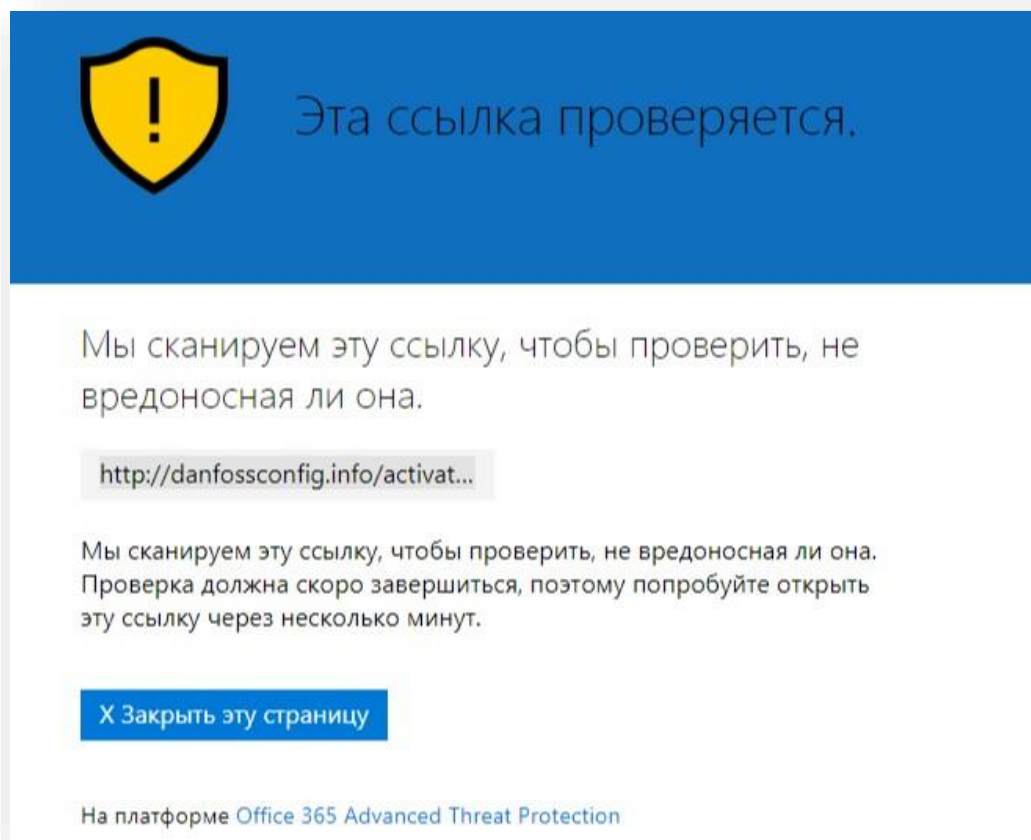 Эта ссылка проверяется.
Мы сканируем эту ссылку, чтобы проверить, не
вредоносная ли она.
http://danfossconfig.info/activat...
Мы сканируем эту ссылку, чтобы проверить, не вредоносная ли она.
Проверка должна скоро завершиться, поэтому попробуйте открыть
эту ссылку через несколько минут.
X Закрыть эту страницу
На платформе Office 365 Advanced Threat Protection